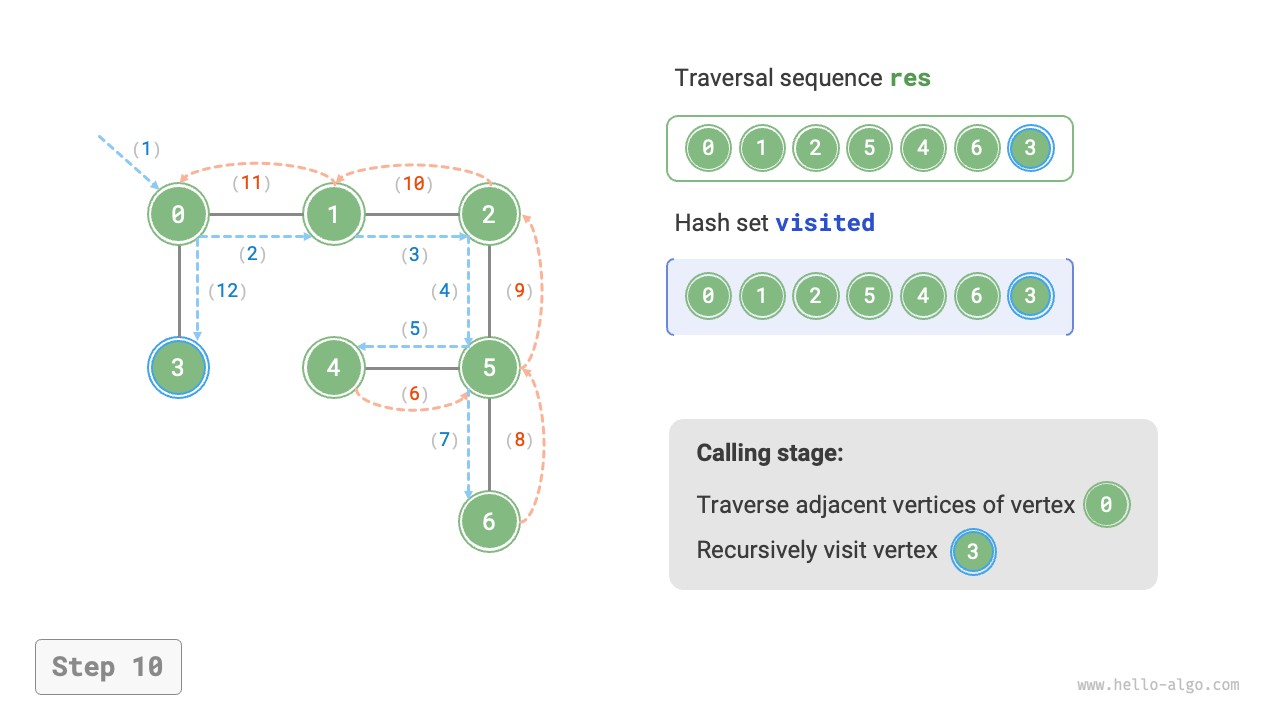 Traversal sequence res
0 1 2 5 4 6 3
Hash set visited
0 1 2 5 4 6 3
(1)
(11) (10)
0 1 2
(2) (3)
(12) (4) (9)
(5)
3 4 5
(6)
(7) (8)
6
Calling stage:
Traverse adjacent vertices of vertex 0
Recursively visit vertex 3
Step 10
www.hello-algo.com